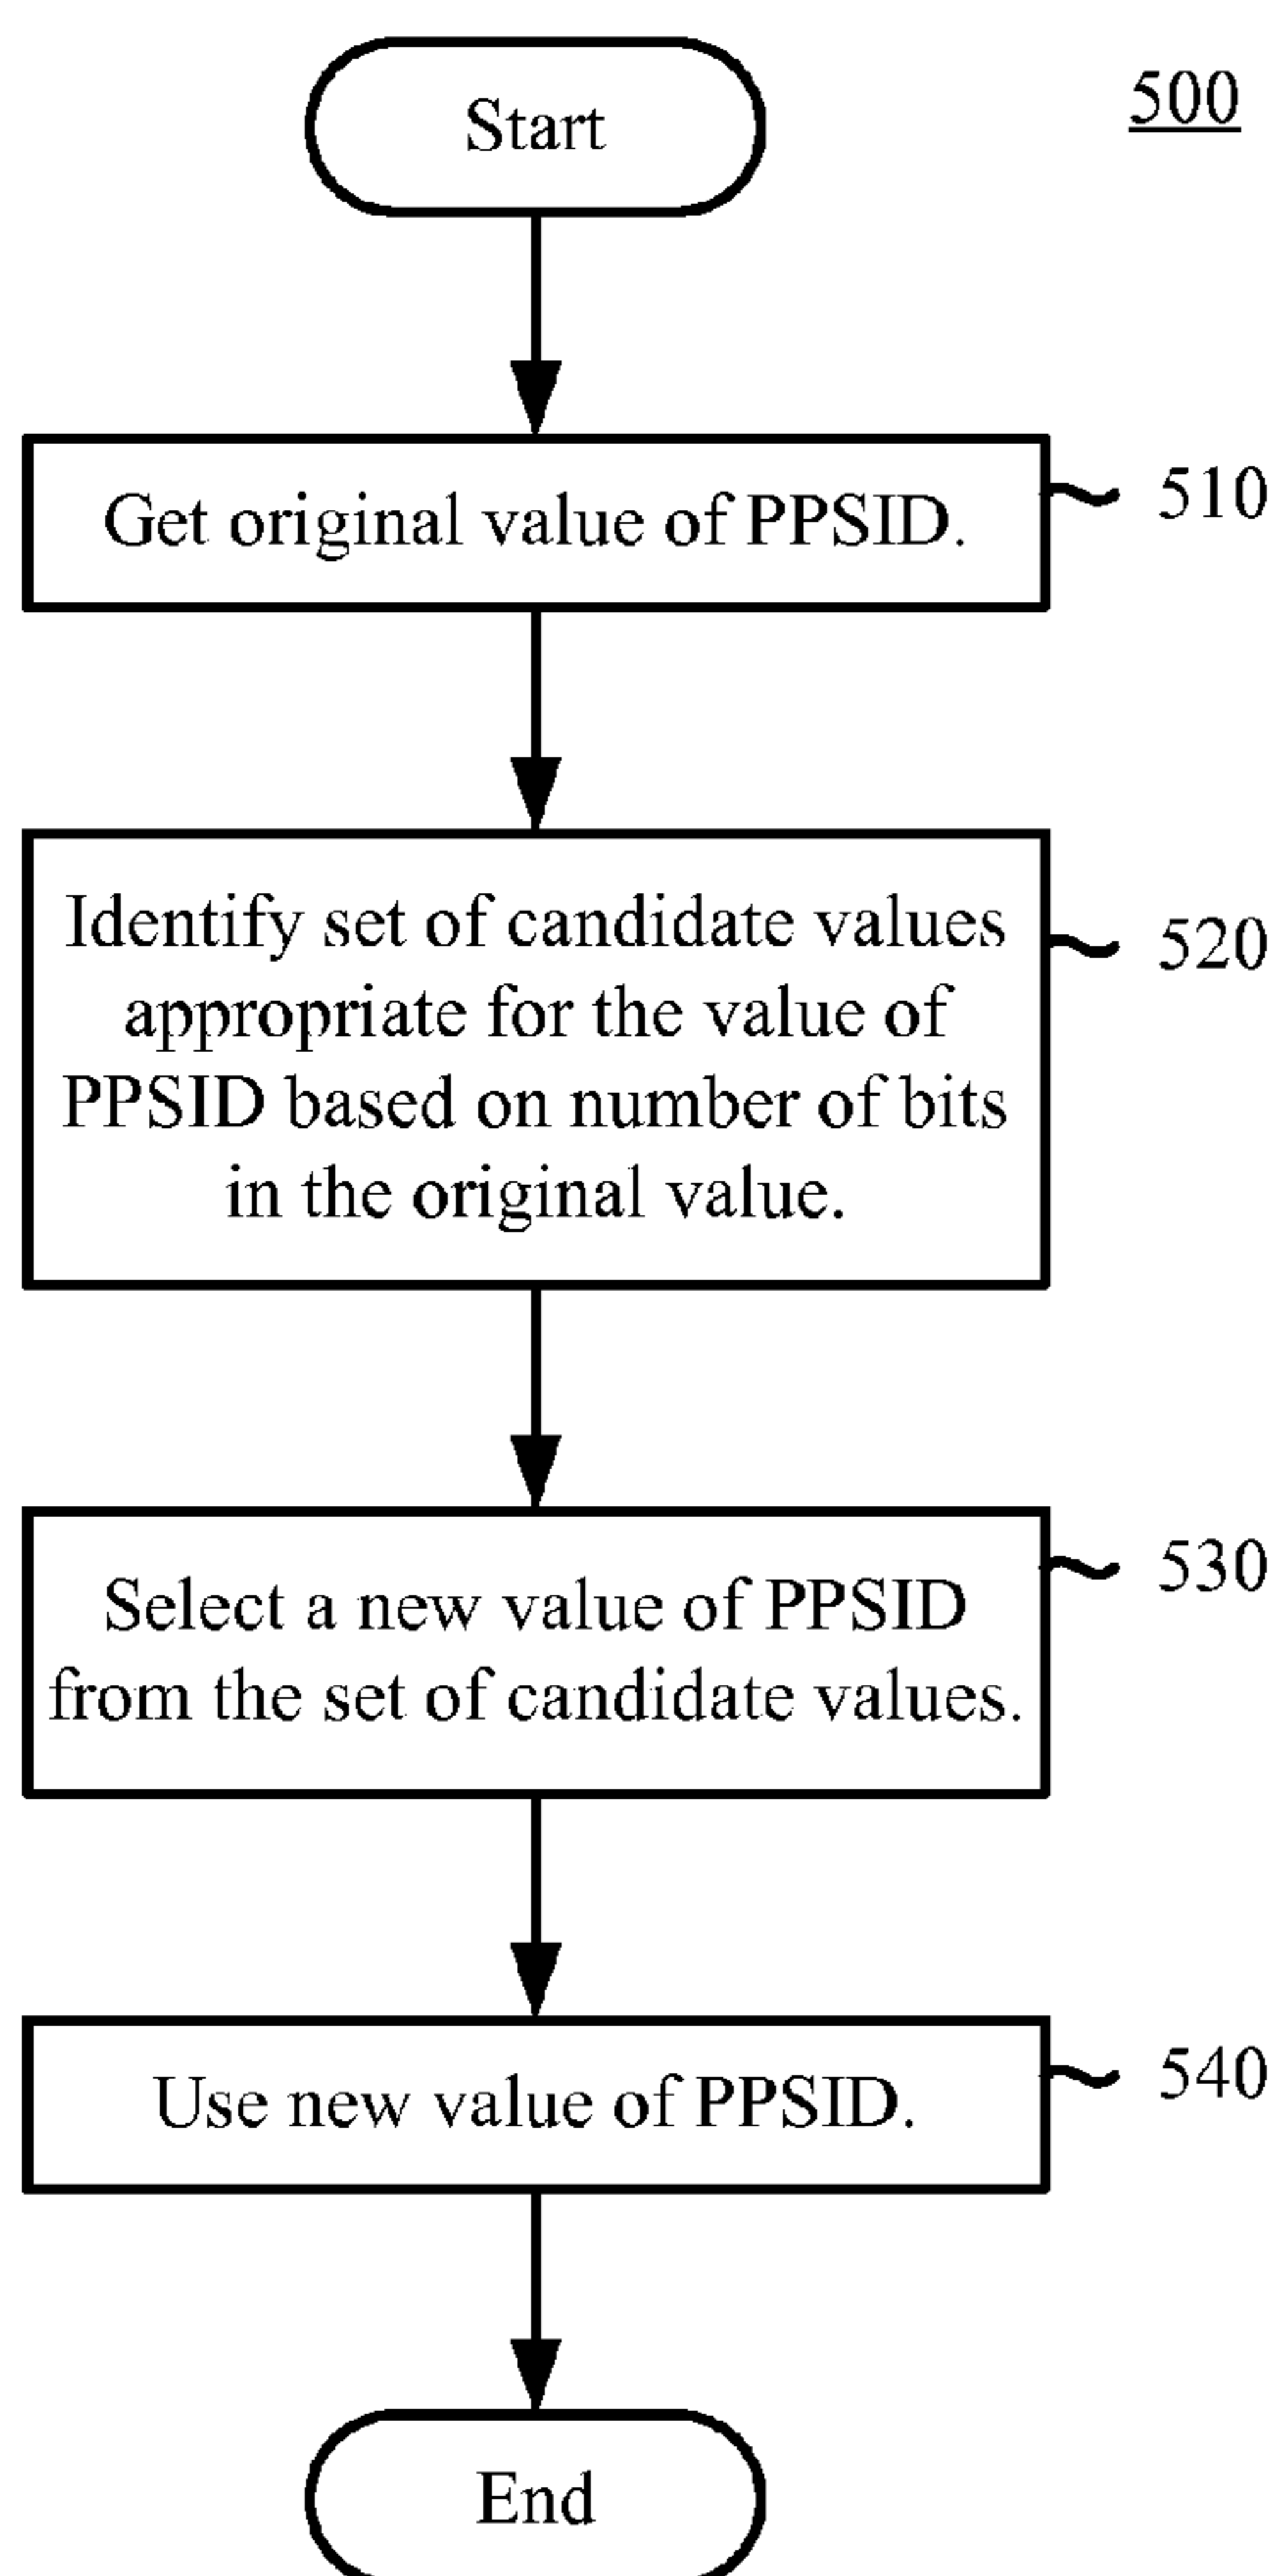 Start
500
Get original value of PPSID.
510
Identify set of candidate values
appropriate for the value of
PPSID based on number of bits
in the original value.
520
Select a new value of PPSID
from the set of candidate values.
530
Use new value of PPSID.
540
End